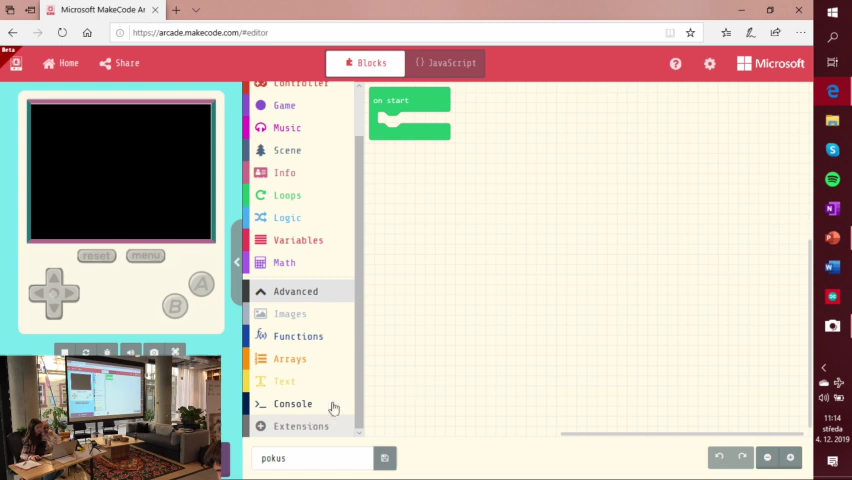 Microsoft MakeCode Ar
https://arcade.makecode.com/#editor
Beta
Home
Share
Blocks
{} JavaScript
Microsoft
Controller
Game
Music
Scene
Info
Loops
Logic
Variables
Math
Advanced
Images
Functions
Arrays
Text
>_ Console
Extensions
on start
reset
menu
A
B
pokus
11:14
středa
4. 12. 2019